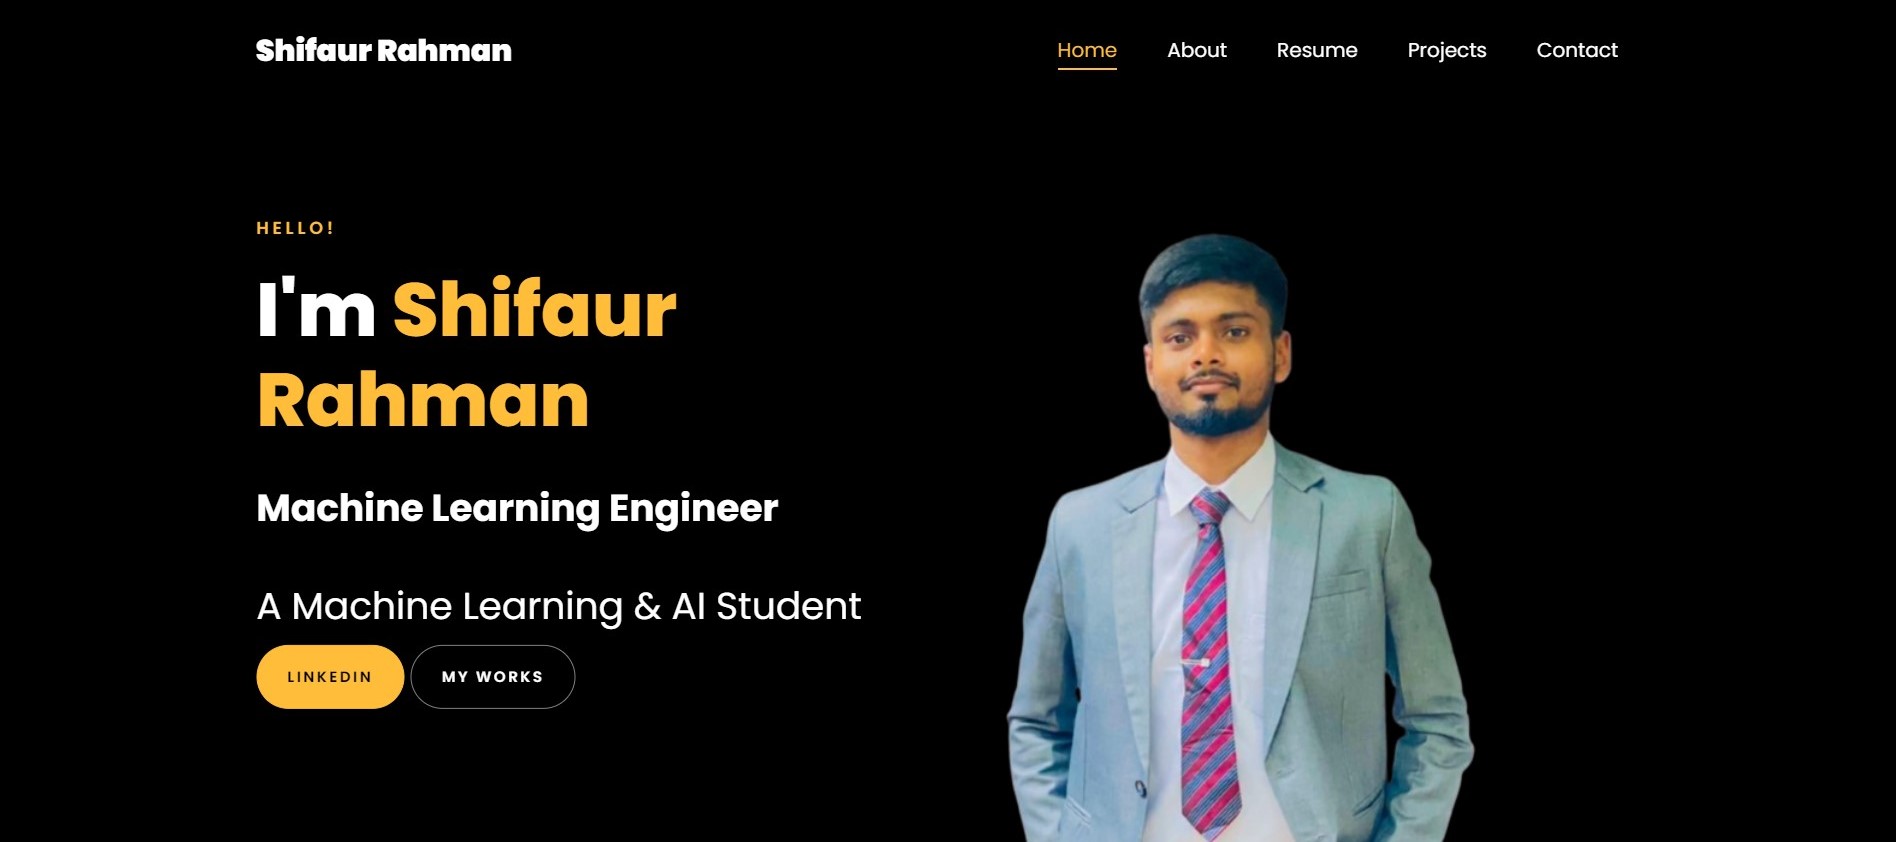 Shifaur Rahman
Home About Resume Projects Contact
HELLO!
I'm Shifaur
Rahman
Machine Learning Engineer
A Machine Learning & AI Student
LINKEDIN MY WORKS